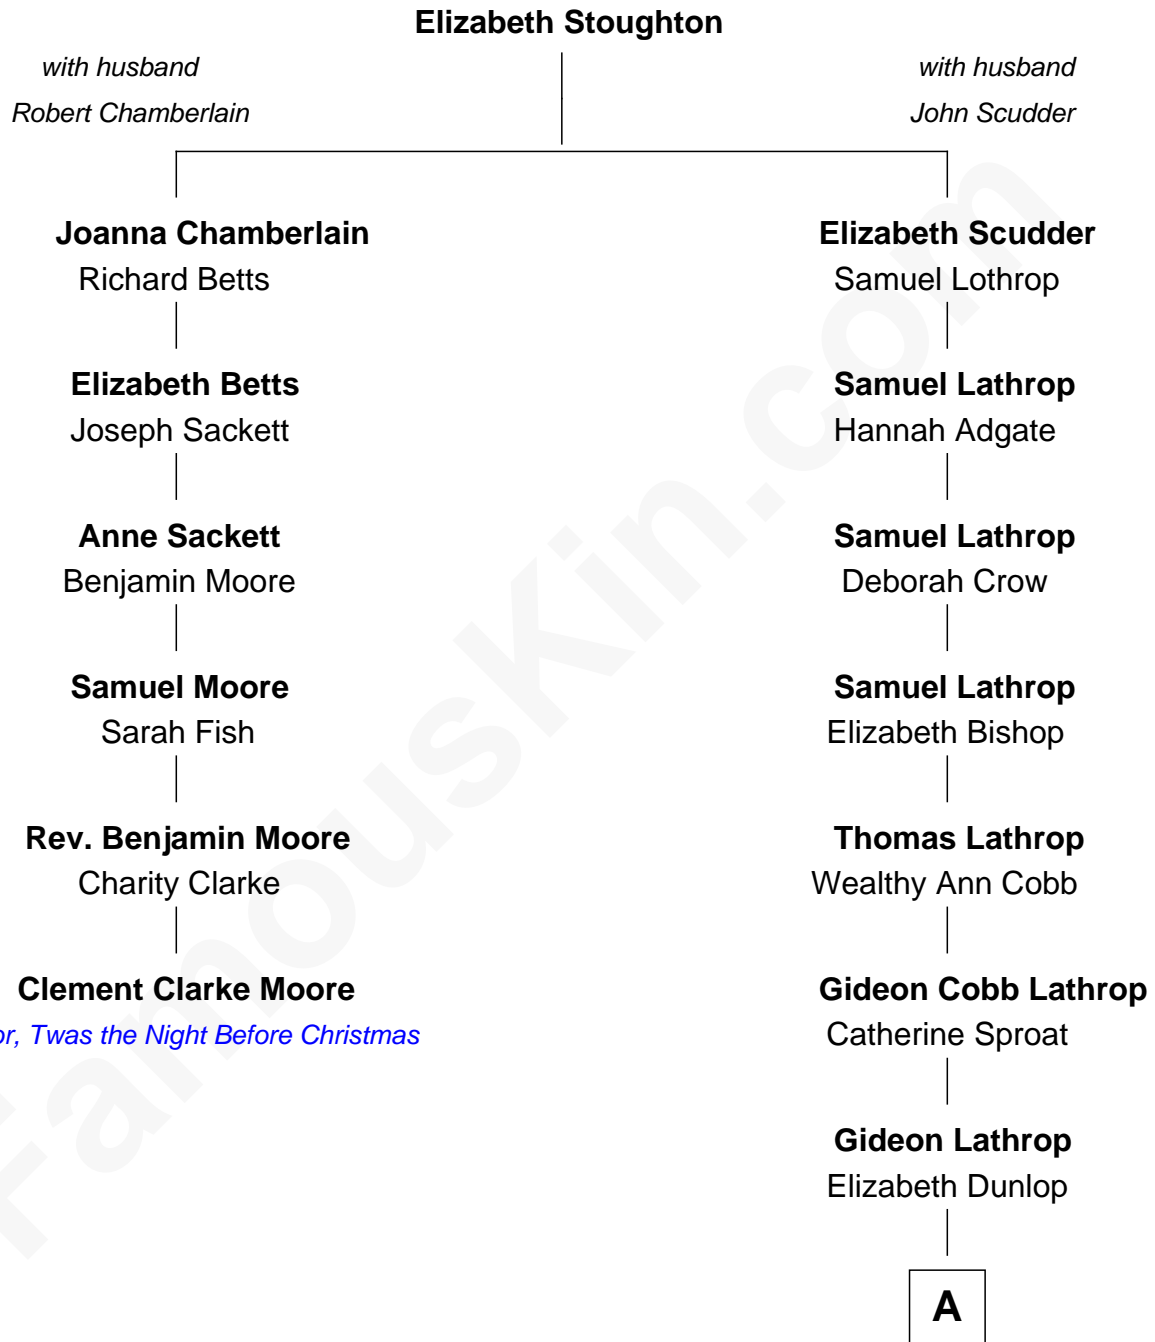 Elizabeth Stoughton
with husband
Robert Chamberlain
with husband
John Scudder
Joanna Chamberlain
Richard Betts
Elizabeth Scudder
Samuel Lothrop
Elizabeth Betts
Joseph Sackett
Samuel Lathrop
Hannah Adgate
Anne Sackett
Benjamin Moore
Samuel Lathrop
Deborah Crow
Samuel Moore
Sarah Fish
Samuel Lathrop
Elizabeth Bishop
Rev. Benjamin Moore
Charity Clarke
Thomas Lathrop
Wealthy Ann Cobb
Clement Clarke Moore
or, Twas the Night Before Christmas
Gideon Cobb Lathrop
Catherine Sproat
Gideon Lathrop
Elizabeth Dunlop
A
FamousKin.com